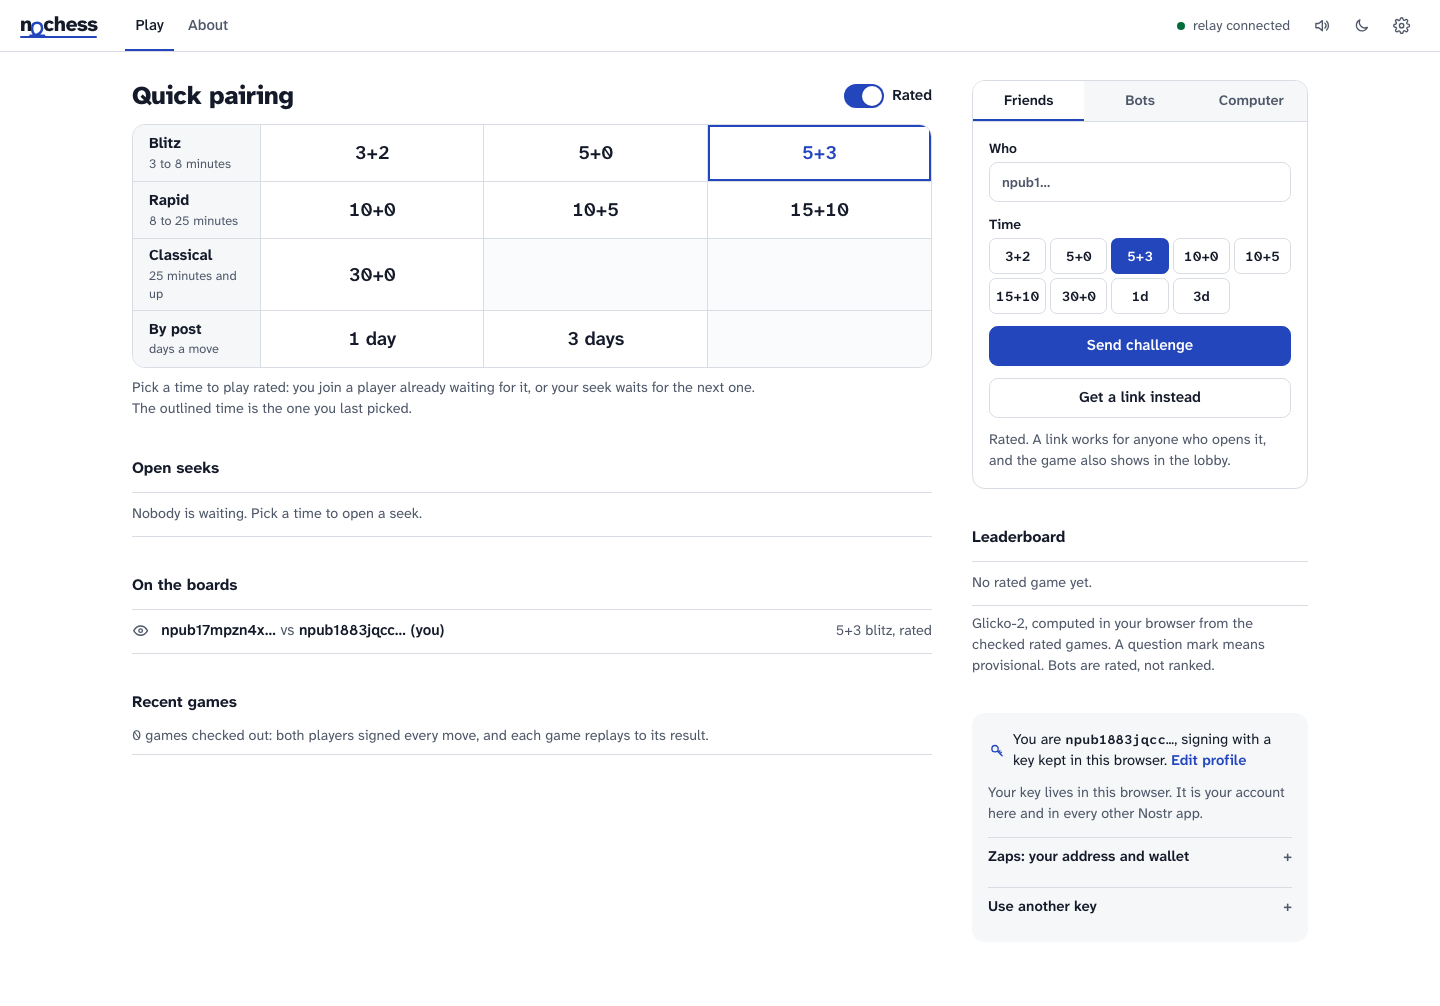 nochess
Play
About
relay connected
Quick pairing
Rated
Blitz
3 to 8 minutes
3+2
5+0
5+3
Rapid
8 to 25 minutes
10+0
10+5
15+10
Classical
25 minutes and
up
30+0
By post
days a move
1 day
3 days
Pick a time to play rated: you join a player already waiting for it, or your seek waits for the next one.
The outlined time is the one you last picked.
Open seeks
Nobody is waiting. Pick a time to open a seek.
On the boards
npub17mpzn4x... vs npub1883jqcc... (you)
5+3 blitz, rated
Recent games
0 games checked out: both players signed every move, and each game replays to its result.
Friends
Bots
Computer
Who
npub1...
Time
3+2
5+0
5+3
10+0
10+5
15+10
30+0
1d
3d
Send challenge
Get a link instead
Rated. A link works for anyone who opens it,
and the game also shows in the lobby.
Leaderboard
No rated game yet.
Glicko-2, computed in your browser from the
checked rated games. A question mark means
provisional. Bots are rated, not ranked.
You are npub1883jqcc…, signing with a
key kept in this browser. Edit profile
Your key lives in this browser. It is your account
here and in every other Nostr app.
Zaps: your address and wallet +
Use another key +